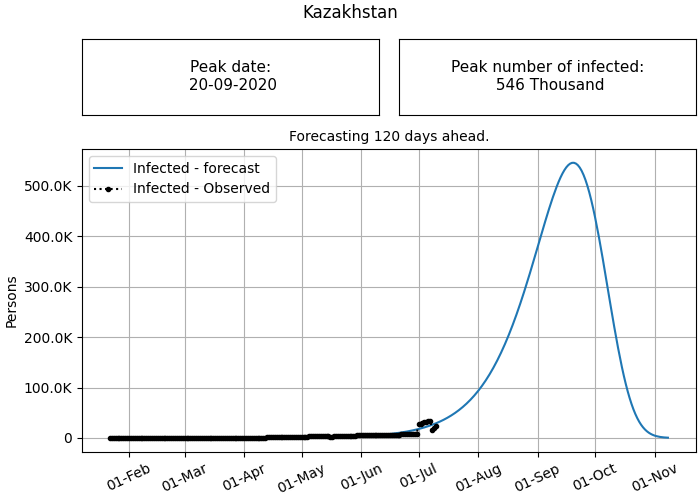 Kazakhstan
Peak date:
20-09-2020
Peak number of infected:
546 Thousand
Forecasting 120 days ahead.
Infected - forecast
Infected - Observed
Persons
500.0K
400.0K
300.0K
200.0K
100.0K
0
01-Feb
01-Mar
01-Apr
01-May
01-Jun
01-Jul
01-Aug
01-Sep
01-Oct
01-Nov